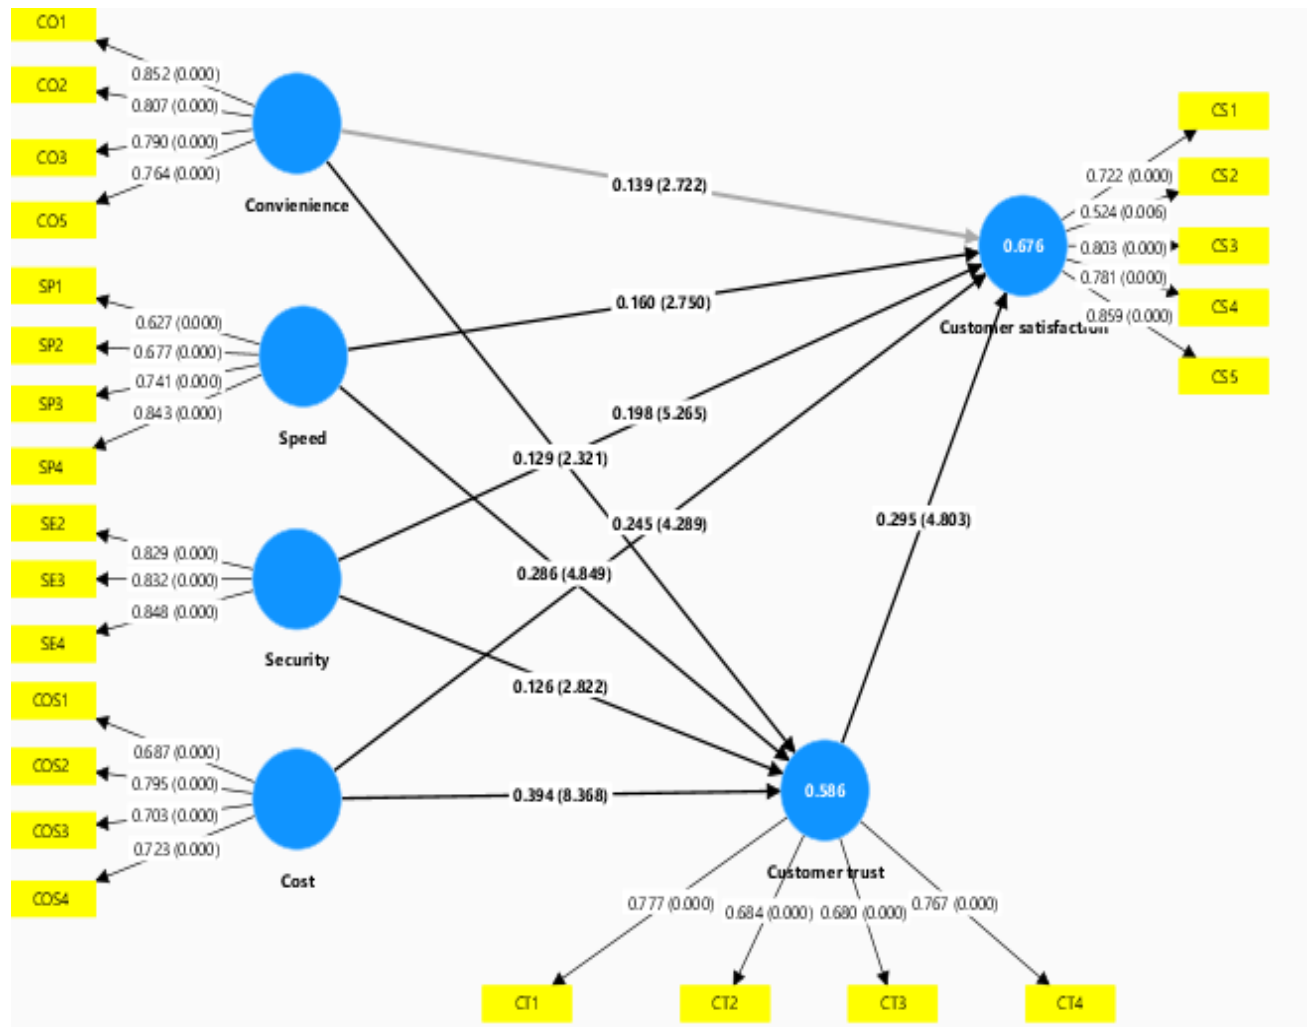 CO1
0.852 (0.000)
CO2
0.807 (0.000)
CO3
0.790 (0.000)
0.764 (0.000)
CO5
Convienience
SP1
0.627 (0.000)
SP2
0.677 (0.000)
SP3
0.741 (0.000)
0.843 (0.000)
SP4
Speed
SE2
0.829 (0.000)
SE3
0.832 (0.000)
0.848 (0.000)
SE4
Security
COS1
0.687 (0.000)
COS2
0.795 (0.000)
COS3
0.703 (0.000)
0.723 (0.000)
COS4
Cost
0.139 (2.722)
0.160 (2.750)
0.198 (5.265)
0.129 (2.321)
0.245 (4.289)
0.286 (4.849)
0.126 (2.822)
0.394 (8.368)
0.295 (4.803)
0.676
Customer satisfaction
CS1
0.722 (0.000)
CS2
0.524 (0.006)
CS3
0.803 (0.000)
0.781 (0.000)
CS4
0.859 (0.000)
CS5
0.586
Customer trust
0.777 (0.000)
0.684 (0.000)
0.680 (0.000)
0.767 (0.000)
CT1
CT2
CT3
CT4